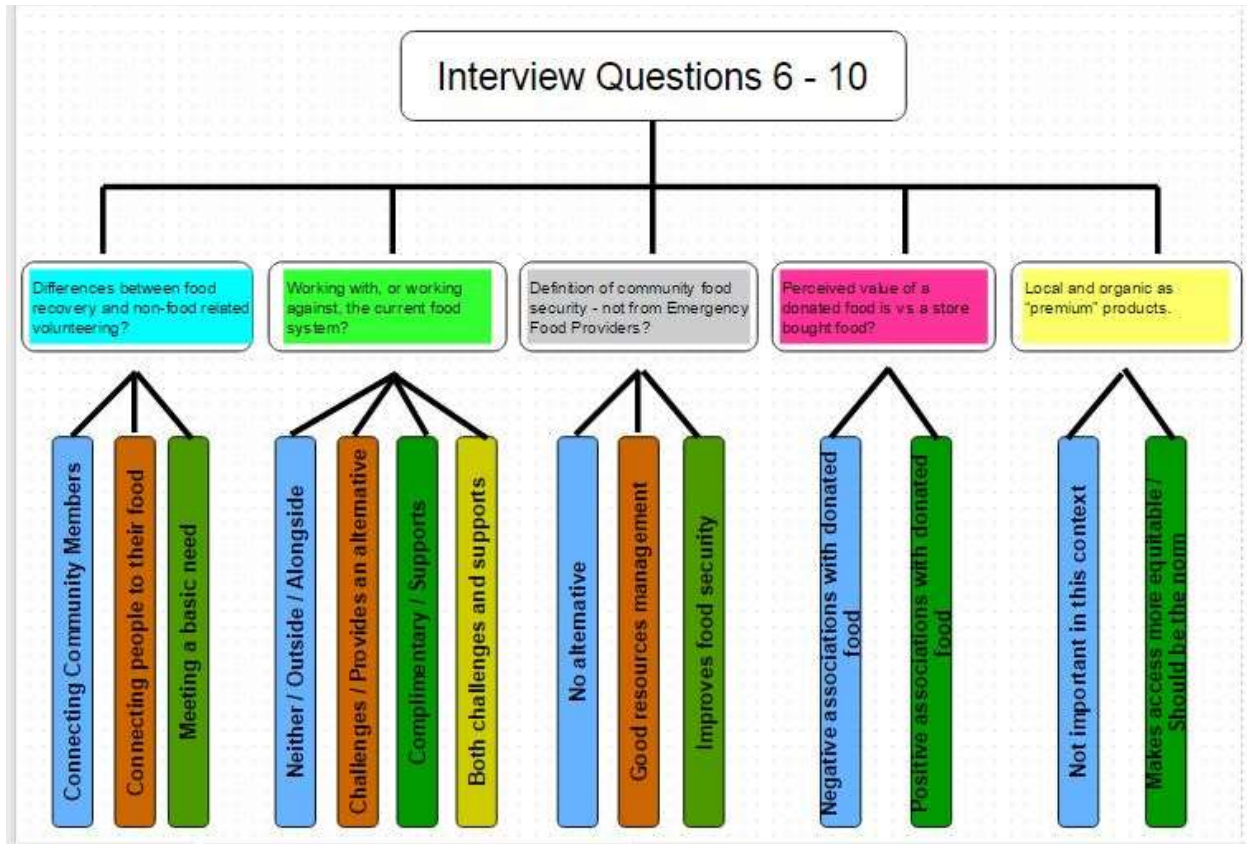 Interview Questions 6 - 10
Differences between food
recovery and non-food related
volunteering?
Working with, or working
against, the current food
system?
Definition of community food
security - not from Emergency
Food Providers?
Perceived value of a
donated food is vs a store
bought food?
Local and organic as
"premium" products.
Connecting Community Members
Connecting people to their food
Meeting a basic need
Neither / Outside / Alongside
Challenges / Provides an alternative
Complimentary / Supports
Both challenges and supports
No alternative
Good resources management
Improves food security
Negative associations with donated
food
Positive associations with donated
food
Not important in this context
Makes access more equitable /
Should be the nom